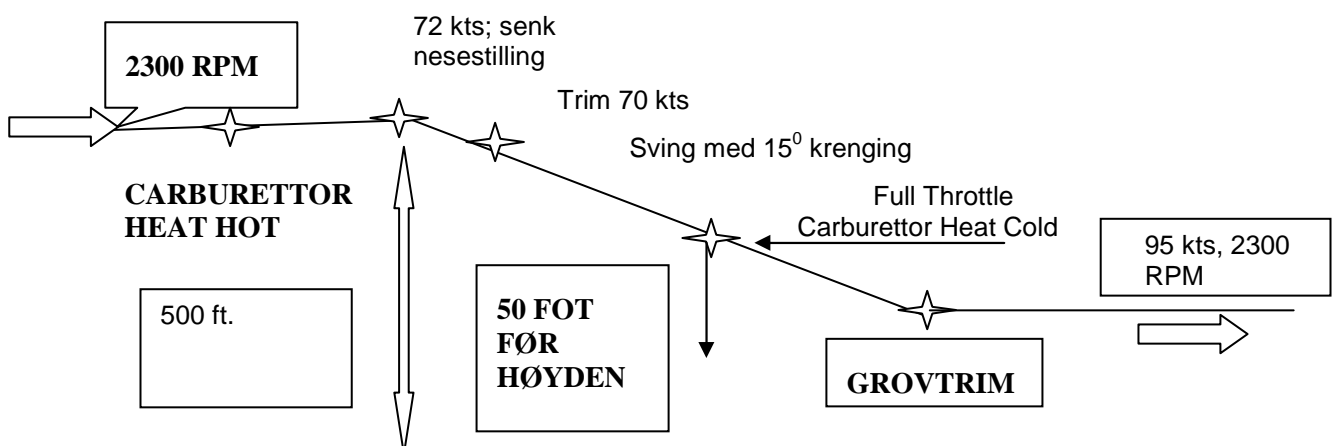 72 kts; senk
nesestilling
2300 RPM
Trim 70 kts
Sving med 15⁰ krenging
CARBURETTOR
HEAT HOT
Full Throttle
Carburettor Heat Cold
95 kts, 2300
RPM
500 ft.
50 FOT
FØR
HØYDEN
GROVTRIM